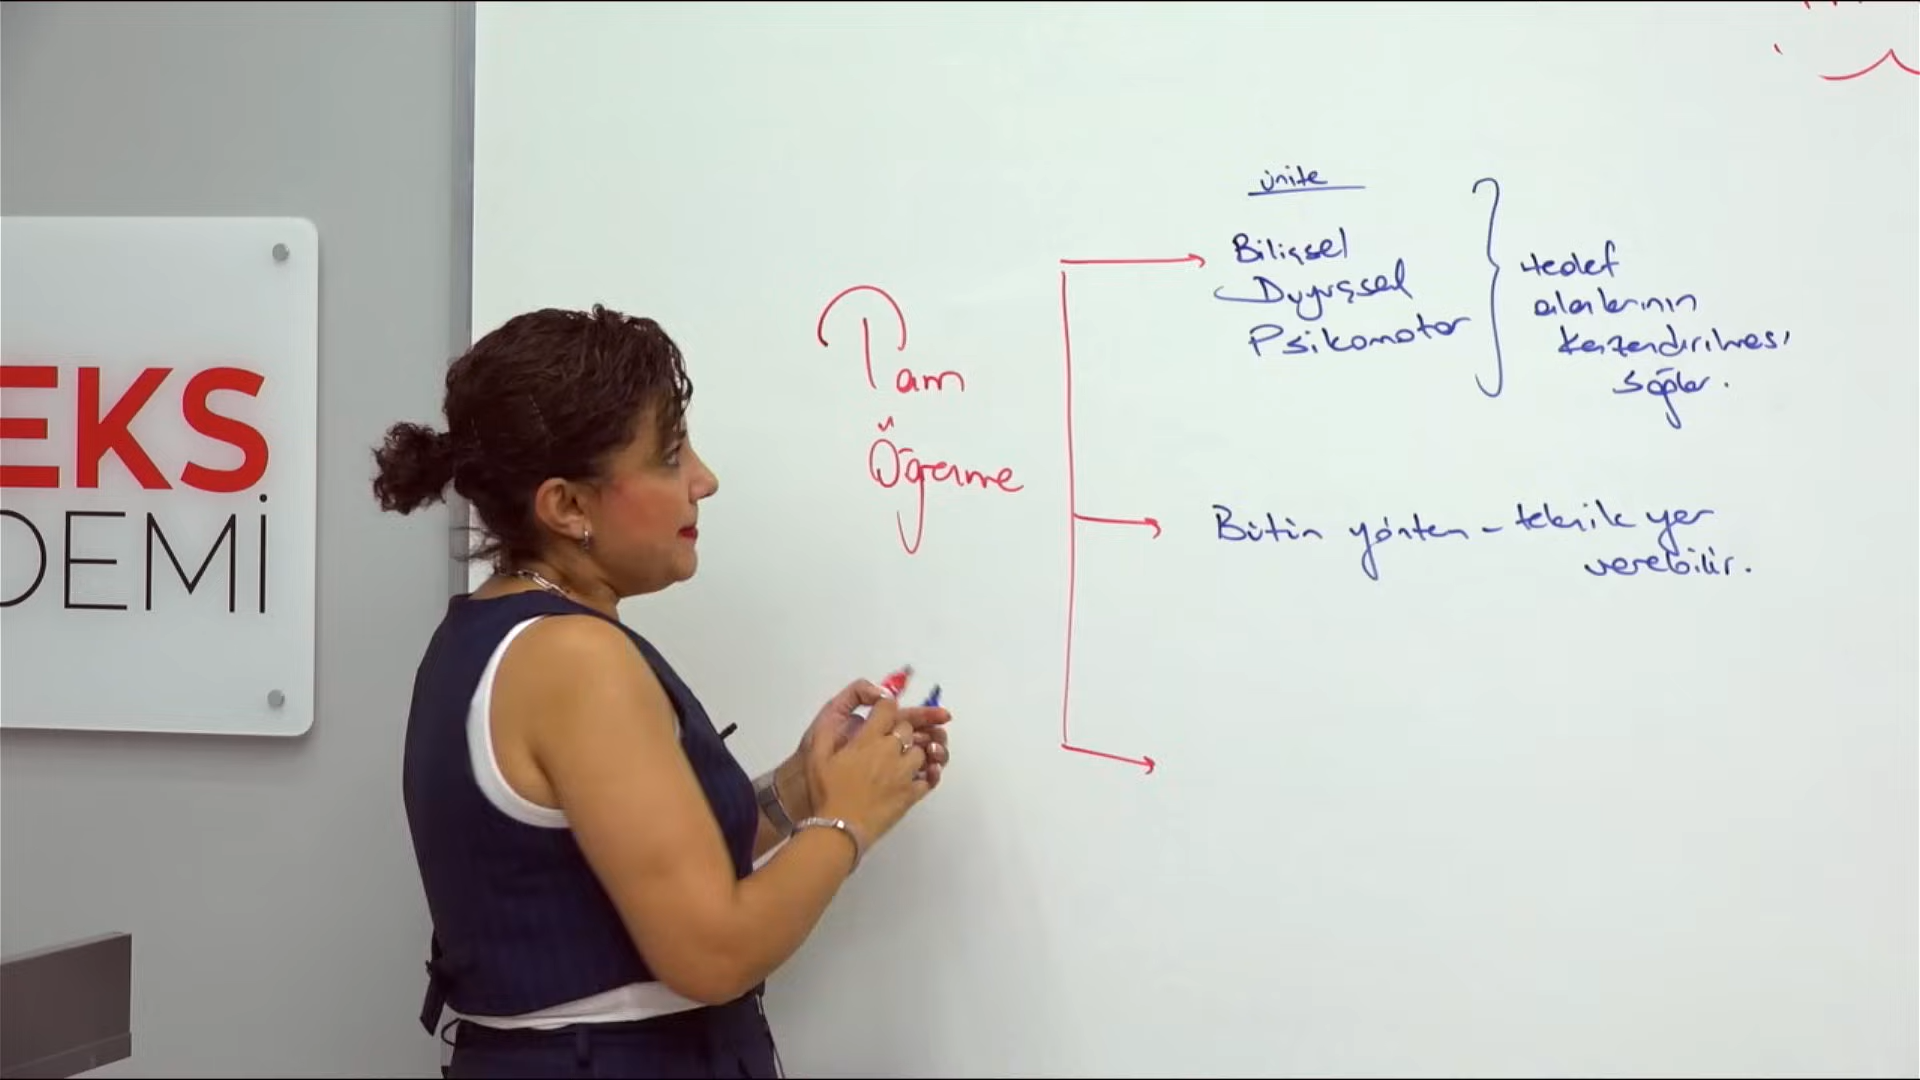 EKS
DEMİ
Tam
Öğrenme
ünite
Bilişsel
Duyuşsal
Psikomotor
Hedef
alanlarının
kazandırılması
sağlar.
Bütün yöntem - teknik yer
verebilir.